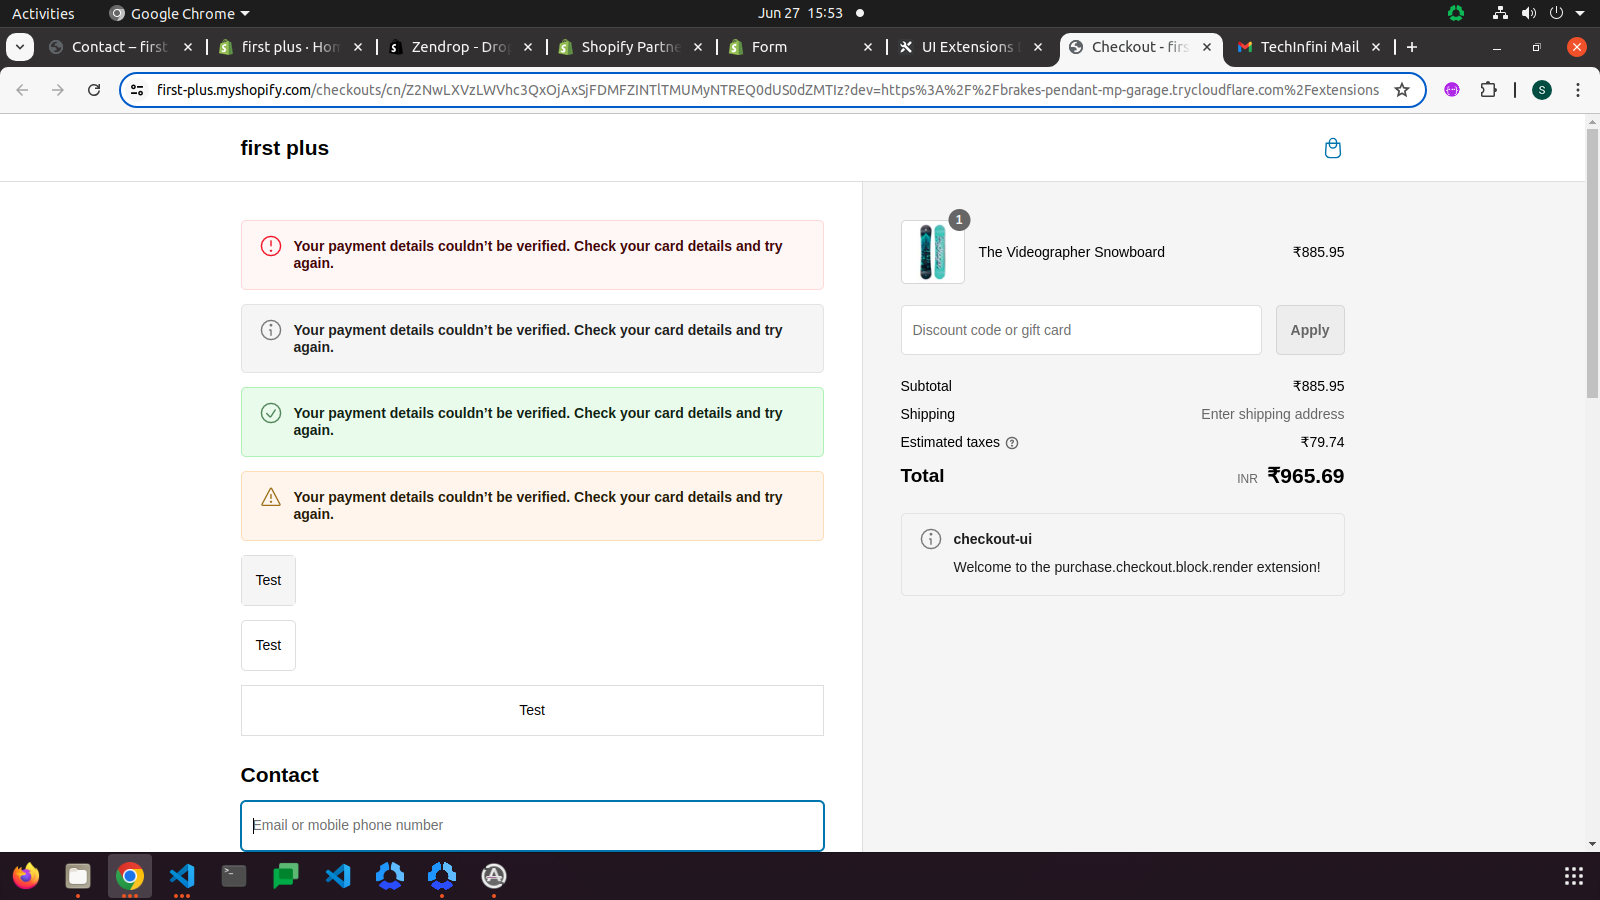 Activities
Google Chrome
Jun 27 15:53
Contact – first
first plus · Hom
Zendrop - Drop
Shopify Partne
Form
UI Extensions
Checkout - firs
TechInfini Mail
first-plus.myshopify.com/checkouts/cn/Z2NwLXVzLWVhc3QxOjAxSjFDMFZINTlTMUMyNTREQ0dUS0dZMTIz?dev=https%3A%2F%2Fbrakes-pendant-mp-garage.trycloudflare.com%2Fextensions
S
first plus
Your payment details couldn’t be verified. Check your card details and try
again.
Your payment details couldn’t be verified. Check your card details and try
again.
Your payment details couldn’t be verified. Check your card details and try
again.
Your payment details couldn’t be verified. Check your card details and try
again.
Test
Test
Test
Contact
Email or mobile phone number
1
The Videographer Snowboard ₹885.95
Discount code or gift card Apply
Subtotal ₹885.95
Shipping Enter shipping address
Estimated taxes ₹79.74
Total INR ₹965.69
checkout-ui
Welcome to the purchase.checkout.block.render extension!